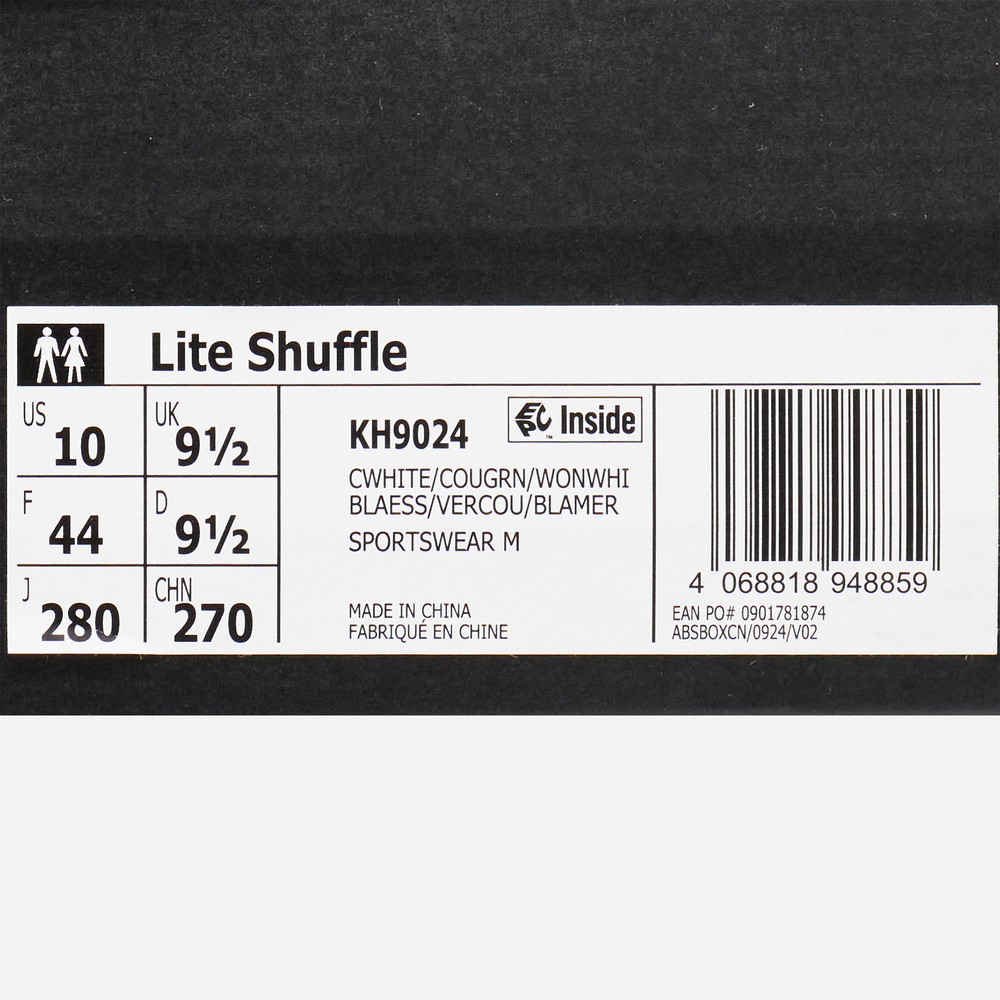 Lite Shuffle
US 10
UK 9½
F 44
D 9½
J 280
CHN 270
KH9024
EPC™ Inside
CWHITE/COUGRN/WONWHI
BLAESS/VERCOU/BLAMER
SPORTSWEAR M
MADE IN CHINA
FABRIQUÉ EN CHINE
4 068818 948859
EAN PO# 0901781874
ABSBOXCN/0924/V02